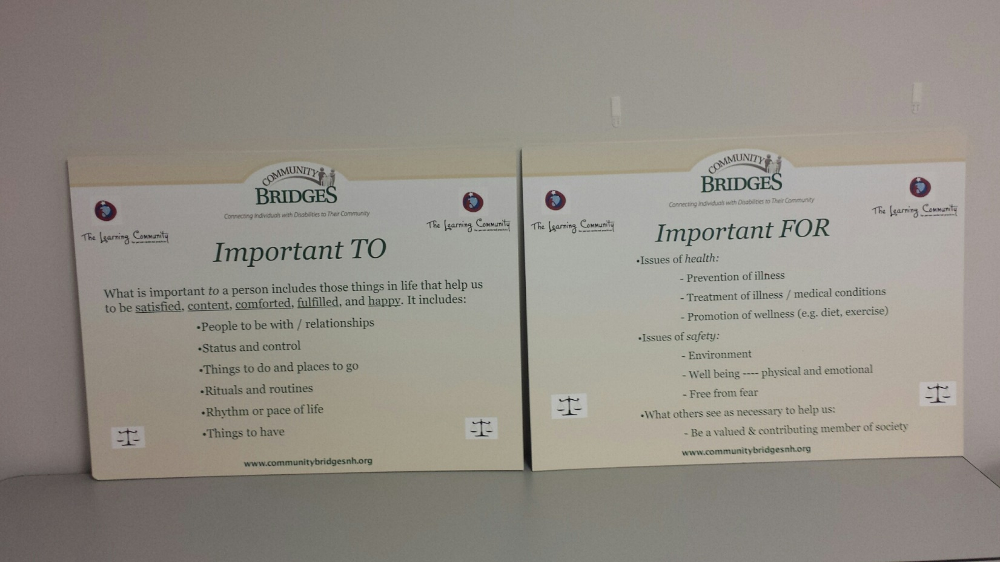 COMMUNITY
BRIDGES
Connecting Individuals with Disabilities to Their Community
The Learning Community
The Learning Community
Important TO
What is important to a person includes those things in life that help us
to be satisfied, content, comforted, fulfilled, and happy. It includes:
•People to be with / relationships
•Status and control
•Things to do and places to go
•Rituals and routines
•Rhythm or pace of life
•Things to have
www.communitybridgesnh.org
COMMUNITY
BRIDGES
Connecting Individuals with Disabilities to Their Community
The Learning Community
The Learning Community
Important FOR
•Issues of health:
- Prevention of illness
- Treatment of illness / medical conditions
- Promotion of wellness (e.g. diet, exercise)
•Issues of safety:
- Environment
- Well being ---- physical and emotional
- Free from fear
•What others see as necessary to help us:
- Be a valued & contributing member of society
www.communitybridgesnh.org